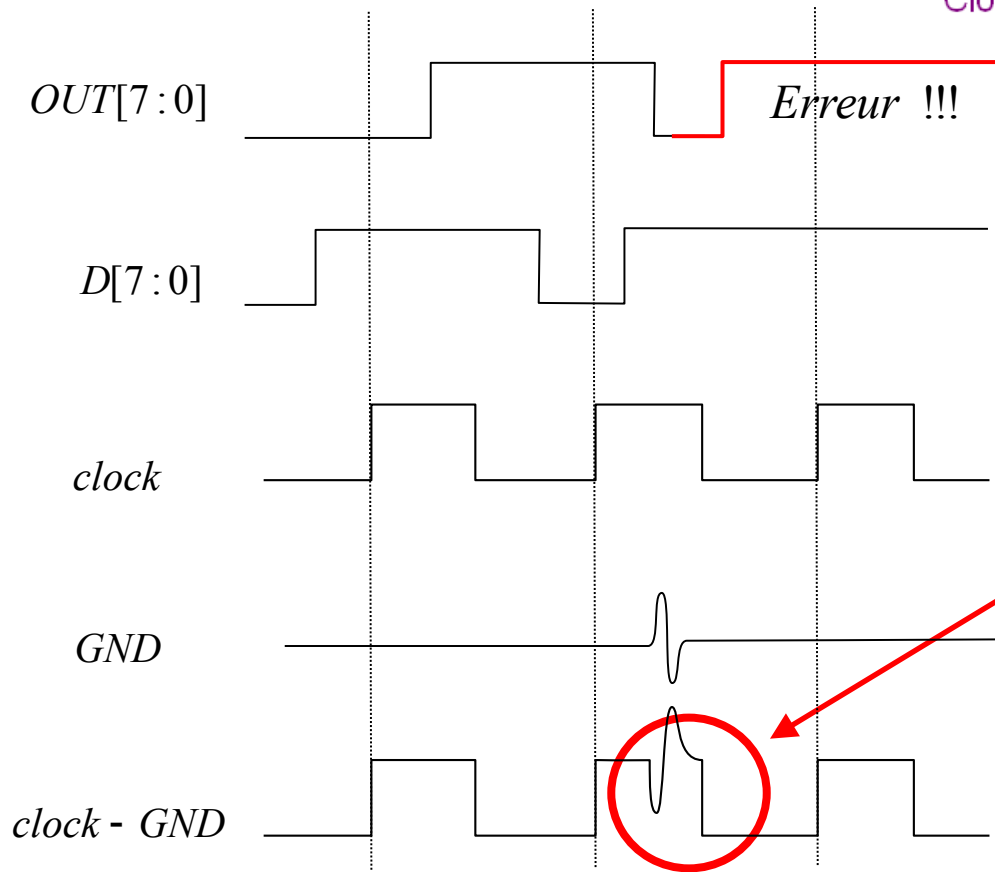 OUT[7:0]
Erreur !!!
D[7:0]
clock
GND
clock - GND